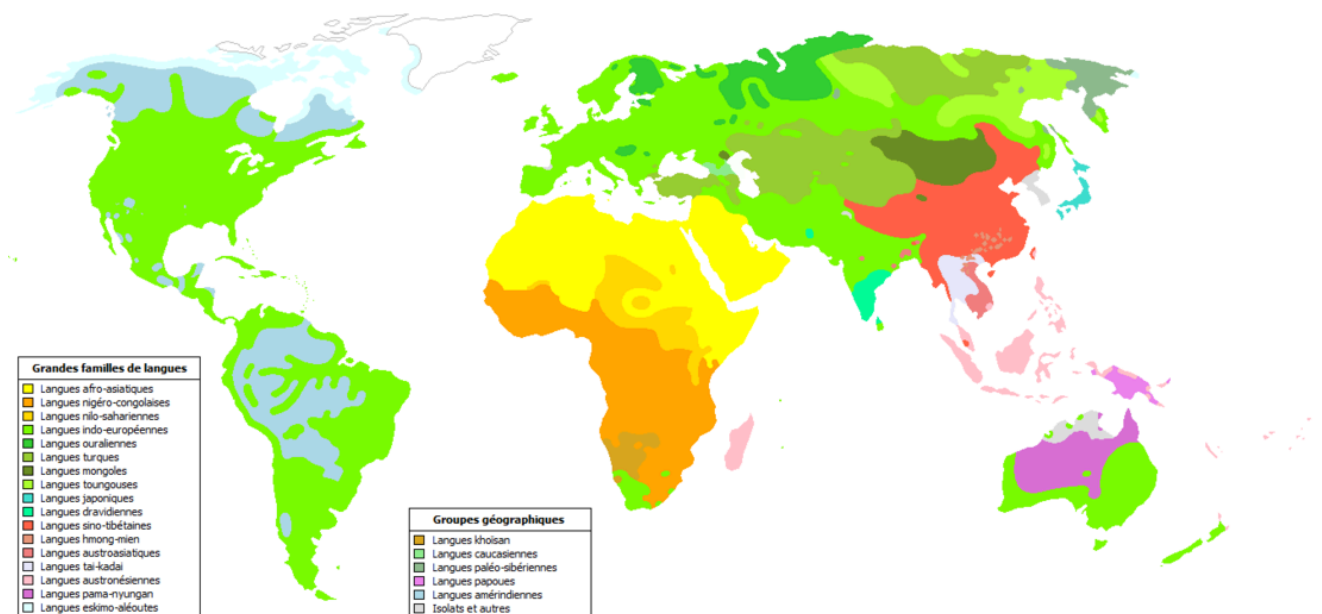 Grandes familles de langues
Langues afro-asiatiques
Langues nigéro-congolaises
Langues nilo-sahariennes
Langues indo-européennes
Langues ouraliennes
Langues turques
Langues mongoles
Langues toungouses
Langues japoniques
Langues dravidiennes
Langues sino-tibétaines
Langues hmong-mien
Langues austroasiatiques
Langues tai-kadai
Langues austronésiennes
Langues pama-nyungan
Langues eskimo-aléoutes
Groupes géographiques
Langues khoïsan
Langues caucasiennes
Langues paléo-sibériennes
Langues papoues
Langues amérindiennes
Isolats et autres